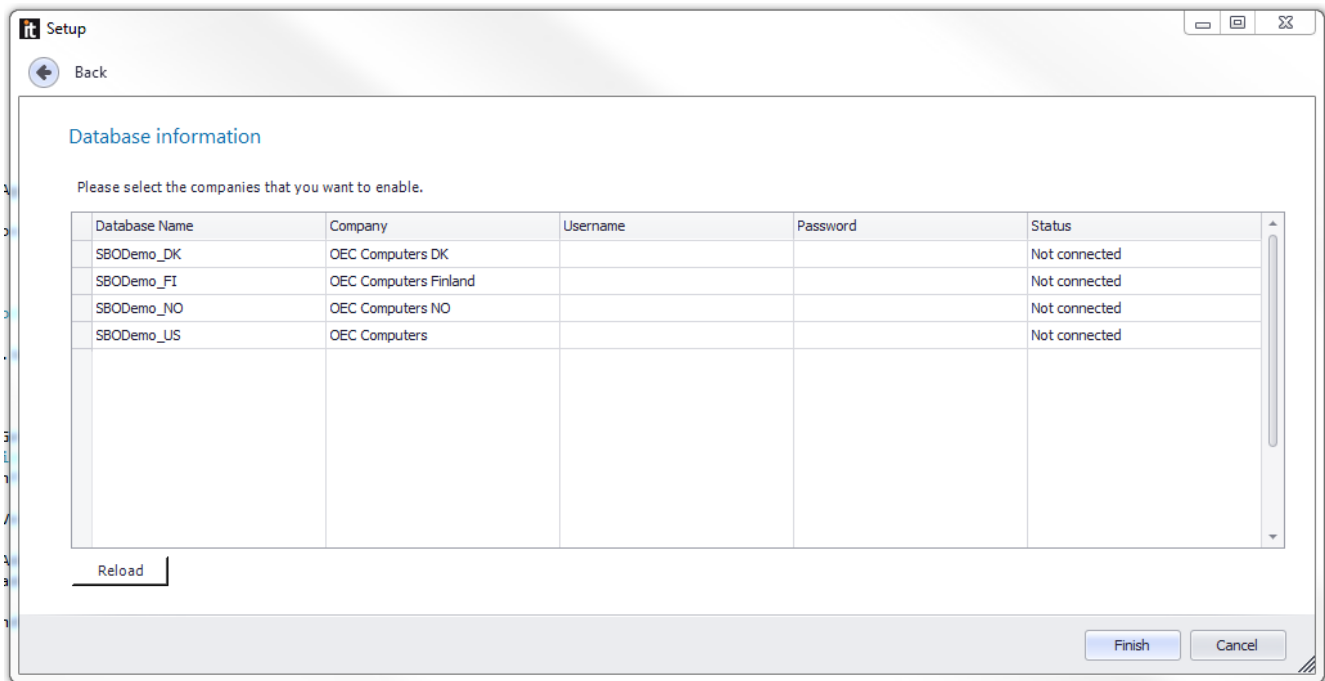 it Setup
Back
Database information
Please select the companies that you want to enable.
Database Name Company Username Password Status
SBODemo_DK OEC Computers DK Not connected
SBODemo_FI OEC Computers Finland Not connected
SBODemo_NO OEC Computers NO Not connected
SBODemo_US OEC Computers Not connected
Reload
Finish Cancel